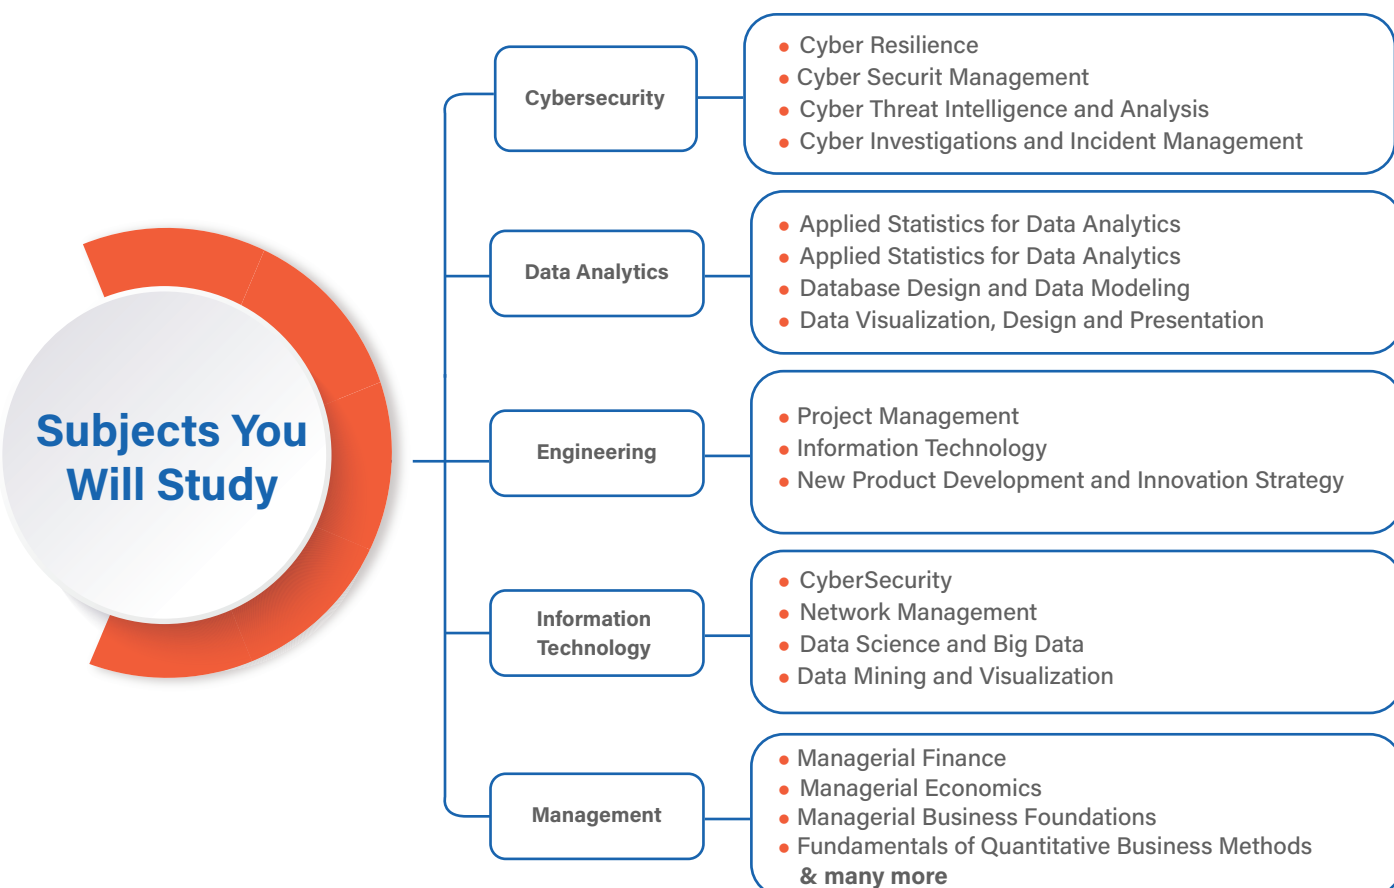 Subjects You
Will Study
Cybersecurity
• Cyber Resilience
• Cyber Securit Management
• Cyber Threat Intelligence and Analysis
• Cyber Investigations and Incident Management
Data Analytics
• Applied Statistics for Data Analytics
• Applied Statistics for Data Analytics
• Database Design and Data Modeling
• Data Visualization, Design and Presentation
Engineering
• Project Management
• Information Technology
• New Product Development and Innovation Strategy
Information
Technology
• CyberSecurity
• Network Management
• Data Science and Big Data
• Data Mining and Visualization
Management
• Managerial Finance
• Managerial Economics
• Managerial Business Foundations
• Fundamentals of Quantitative Business Methods
& many more